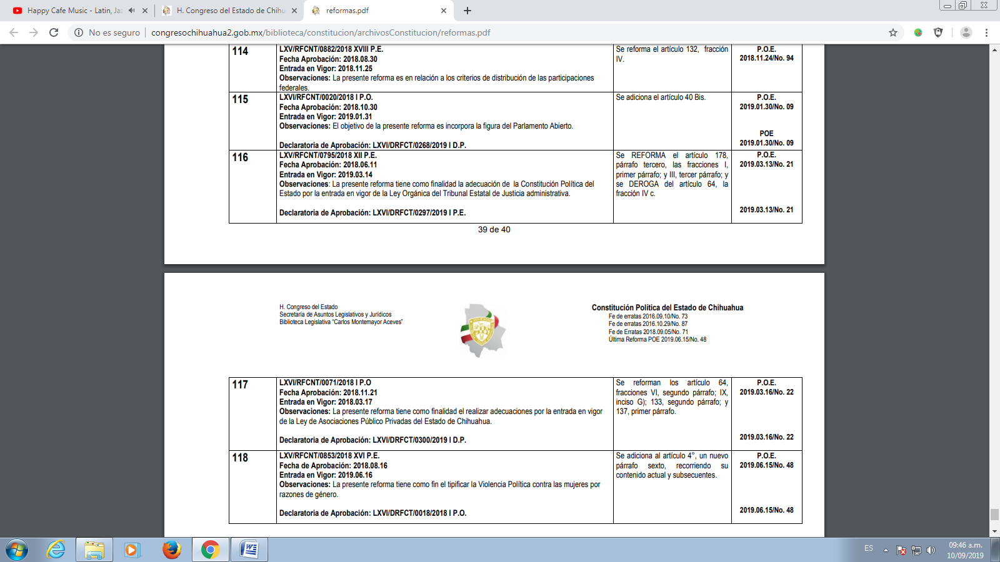 Happy Cafe Music - Latin, Jaz
H. Congreso del Estado de Chihu
reformas.pdf
No es seguro
congresochihuahua2.gob.mx/biblioteca/constitucion/archivosConstitucion/reformas.pdf
114
LXV/RFCNT/0882/2018 XVIII P.E.
Fecha Aprobación: 2018.08.30
Entrada en Vigor: 2018.11.25
Observaciones: La presente reforma es en relación a los criterios de distribución de las participaciones
federales.
Se reforma el artículo 132, fracción
IV.
P.O.E.
2018.11.24/No. 94
115
LXVI/RFCNT/0020/2018 I P.O.
Fecha Aprobación: 2018.10.30
Entrada en Vigor: 2019.01.31
Observaciones: El objetivo de la presente reforma es incorpora la figura del Parlamento Abierto.
Declaratoria de Aprobación: LXVI/DRFCT/0268/2019 I D.P.
Se adiciona el artículo 40 Bis.
P.O.E.
2019.01.30/No. 09
POE
2019.01.30/No. 09
116
LXV/RFCNT/0795/2018 XII P.E.
Fecha Aprobación: 2018.06.11
Entrada en Vigor: 2019.03.14
Observaciones: La presente reforma tiene como finalidad la adecuación de la Constitución Política del
Estado por la entrada en vigor de la Ley Orgánica del Tribunal Estatal de Justicia administrativa.
Declaratoria de Aprobación: LXVI/DRFCT/0297/2019 I P.E.
Se REFORMA el artículo 178,
párrafo tercero, las fracciones I,
primer párrafo; y III, tercer párrafo; y
se DEROGA del artículo 64, la
fracción IV c.
P.O.E.
2019.03.13/No. 21
2019.03.13/No. 21
39 de 40
H. Congreso del Estado
Secretaría de Asuntos Legislativos y Jurídicos
Biblioteca Legislativa "Carlos Montemayor Aceves"
Constitución Política del Estado de Chihuahua
Fe de erratas 2016.09.10/No. 73
Fe de erratas 2016.10.29/No. 87
Fe de Erratas 2018.09.05/No. 71
Última Reforma POE 2019.06.15/No. 48
117
LXVI/RFCNT/0071/2018 I P.O
Fecha Aprobación: 2018.11.21
Entrada en Vigor: 2018.03.17
Observaciones: La presente reforma tiene como finalidad el realizar adecuaciones por la entrada en vigor
de la Ley de Asociaciones Público Privadas del Estado de Chihuahua.
Declaratoria de Aprobación: LXVI/DRFCT/0300/2019 I D.P.
Se reforman los artículo 64,
fracciones VI, segundo párrafo; IX,
inciso G); 133, segundo párrafo; y
137, primer párrafo.
P.O.E.
2019.03.16/No. 22
2019.03.16/No. 22
118
LXV/RFCNT/0853/2018 XVI P.E.
Fecha de Aprobación: 2018.08.16
Entrada en Vigor: 2019.06.16
Observaciones: La presente reforma tiene como fin el tipificar la Violencia Política contra las mujeres por
razones de género.
Declaratoria de Aprobación: LXVI/DRFCT/0018/2018 I P.O.
Se adiciona al artículo 4°, un nuevo
párrafo sexto, recorriendo su
contenido actual y subsecuentes.
P.O.E.
2019.06.15/No. 48
2019.06.15/No. 48
ES
09:46 a.m.
10/09/2019